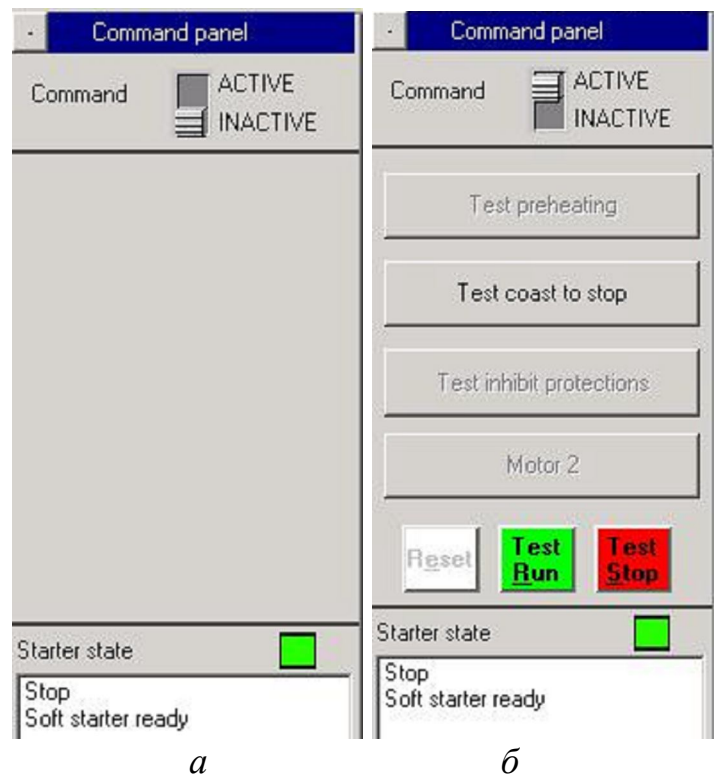 Command panel
Command
ACTIVE
INACTIVE
Starter state
Stop
Soft starter ready
а
Command panel
Command
ACTIVE
INACTIVE
Test preheating
Test coast to stop
Test inhibit protections
Motor 2
Reset
Test
Run
Test
Stop
Starter state
Stop
Soft starter ready
б